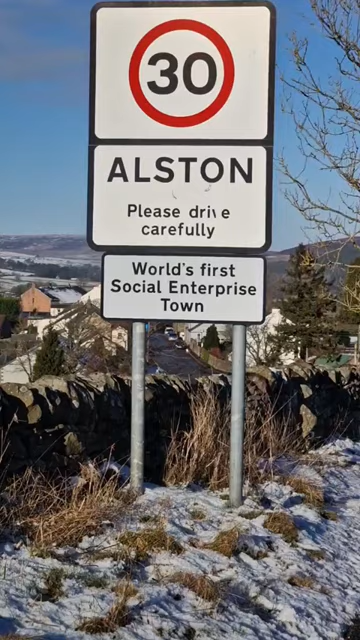 30
ALSTON
Please drive
carefully
World's first
Social Enterprise
Town